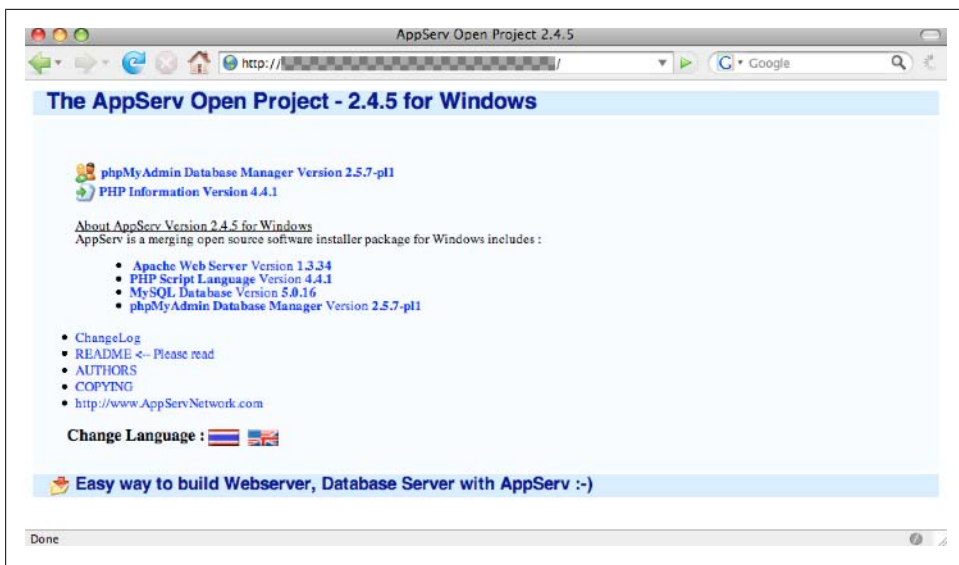 AppServ Open Project 2.4.5
http:// /
Google
The AppServ Open Project - 2.4.5 for Windows
phpMyAdmin Database Manager Version 2.5.7-pl1
PHP Information Version 4.4.1
About AppServ Version 2.4.5 for Windows
AppServ is a merging open source software installer package for Windows includes :
• Apache Web Server Version 1.3.34
• PHP Script Language Version 4.4.1
• MySQL Database Version 5.0.16
• phpMyAdmin Database Manager Version 2.5.7-pl1
• ChangeLog
• README <-- Please read
• AUTHORS
• COPYING
• http://www.AppServNetwork.com
Change Language :
Easy way to build Webserver, Database Server with AppServ :-)
Done